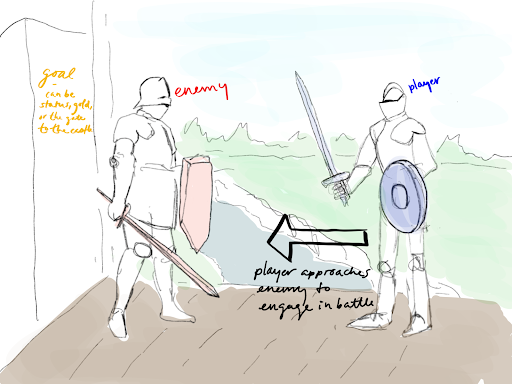 goal
-
can be
status, gold,
or the gate
to the castle
enemy
player
player approaches
enemy to
engage in battle